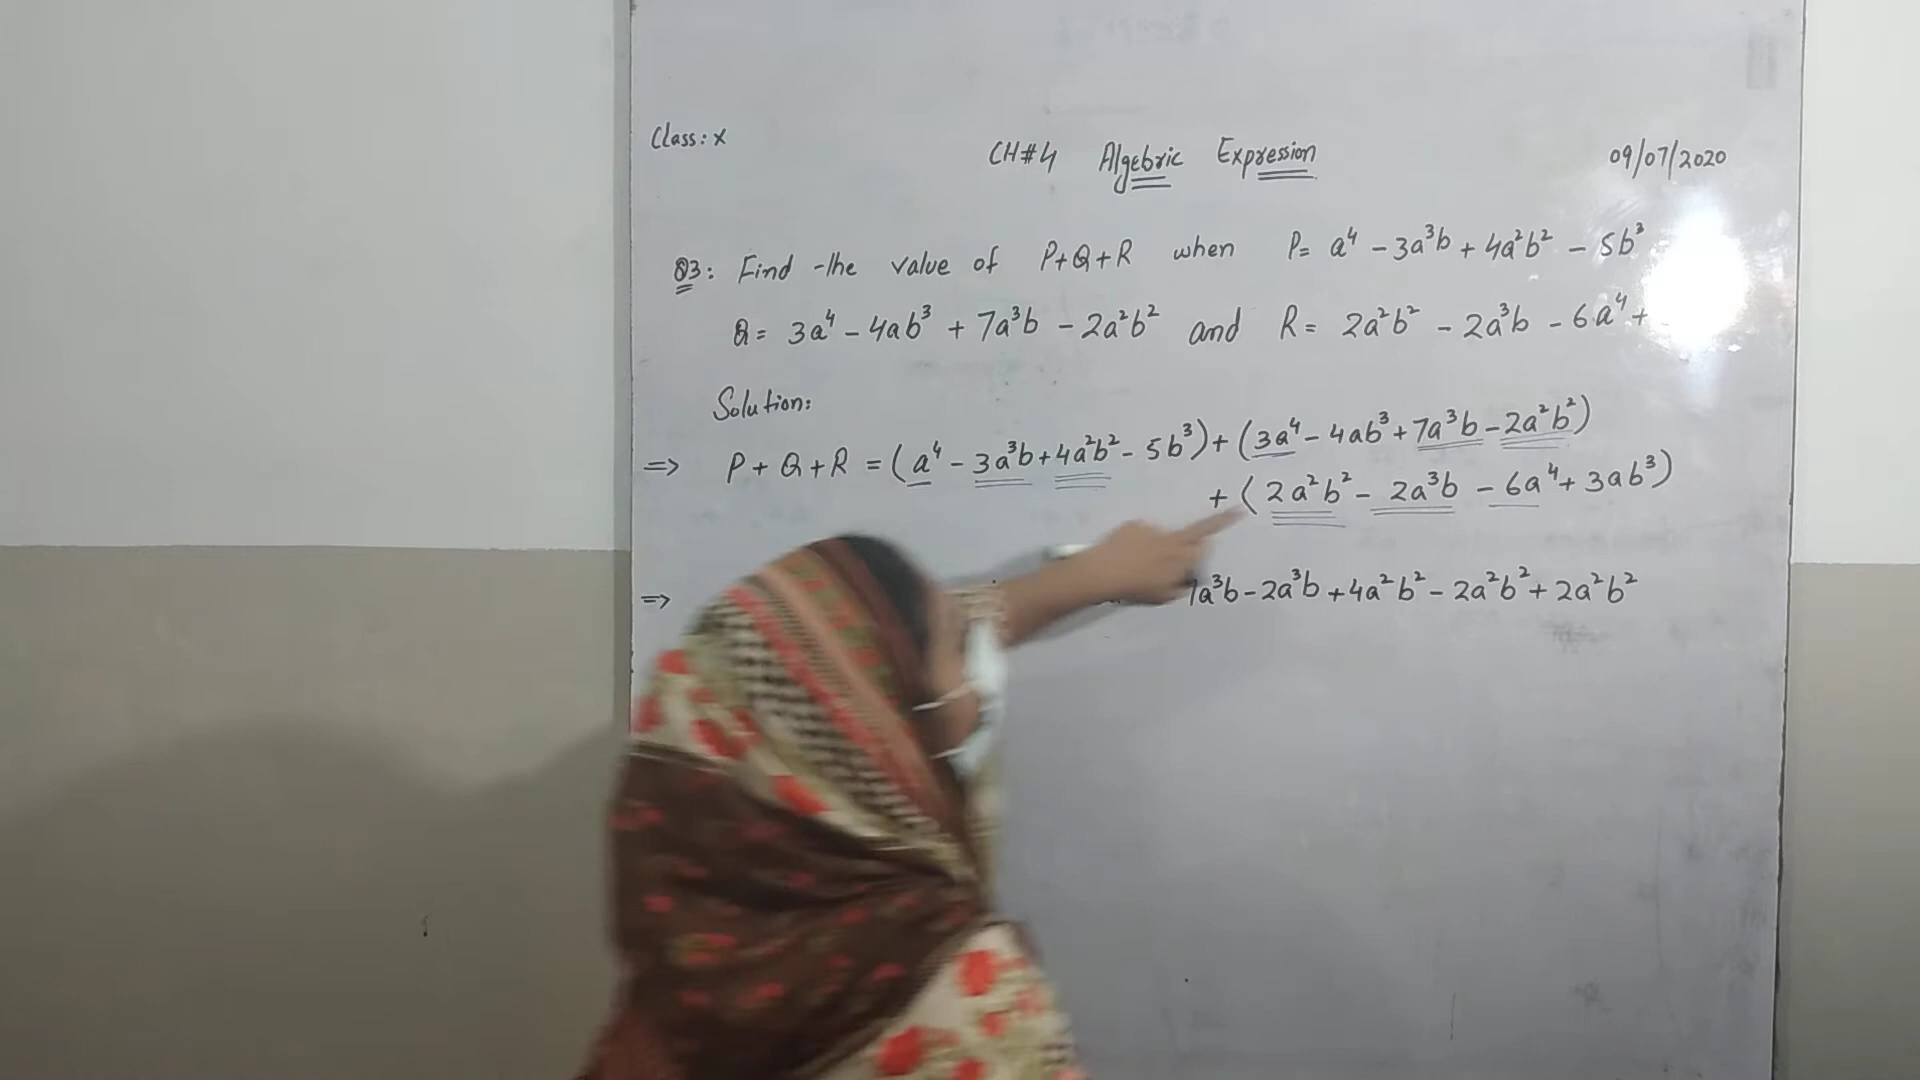 Class: X
CH#4 Algebric Expression
09/07/2020
Q3: Find the value of P+Q+R when P= a⁴ - 3a³b + 4a²b² - 5b³
Q= 3a⁴ - 4ab³ + 7a³b - 2a²b² and R= 2a²b² - 2a³b - 6a⁴ +
Solution:
=> P + Q + R = (a⁴ - 3a³b + 4a²b² - 5b³) + (3a⁴ - 4ab³ + 7a³b - 2a²b²)
+ (2a²b² - 2a³b - 6a⁴ + 3ab³)
=> 7a³b - 2a³b + 4a²b² - 2a²b² + 2a²b²